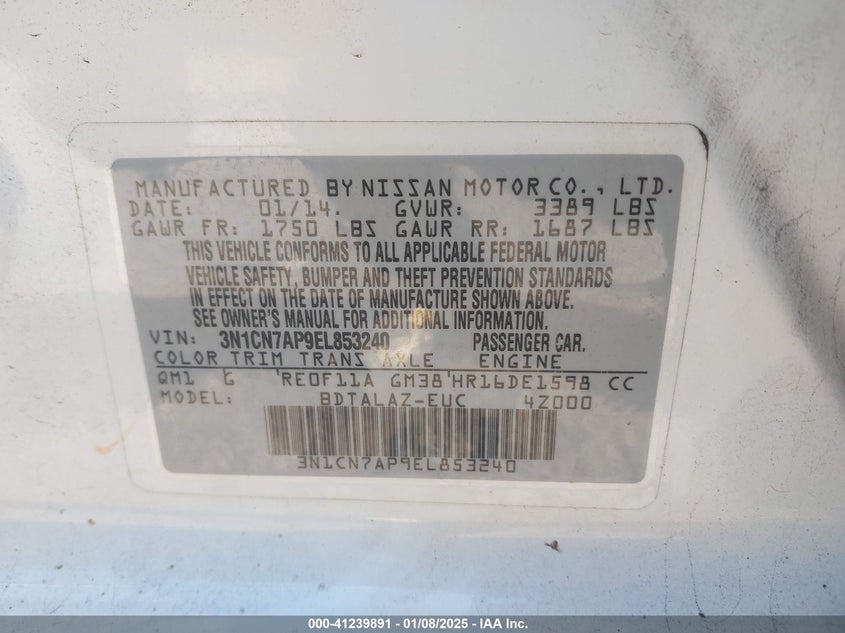 MANUFACTURED BY NISSAN MOTOR CO., LTD.
DATE: 01/14. GVWR: 3389 LBS
GAWR FR: 1750 LBS GAWR RR: 1687 LBS
THIS VEHICLE CONFORMS TO ALL APPLICABLE FEDERAL MOTOR
VEHICLE SAFETY, BUMPER AND THEFT PREVENTION STANDARDS
IN EFFECT ON THE DATE OF MANUFACTURE SHOWN ABOVE.
SEE OWNER'S MANUAL FOR ADDITIONAL INFORMATION.
VIN: 3N1CN7AP9EL853240 PASSENGER CAR.
COLOR TRIM TRANS AXLE ENGINE
QM1 G 'RE0F11A GM38'HR16DE1598 CC
MODEL: BDTALAZ-EUC 4Z000
3N1CN7AP9EL853240
000-41239891 — 01/08/2025 — IAA Inc.